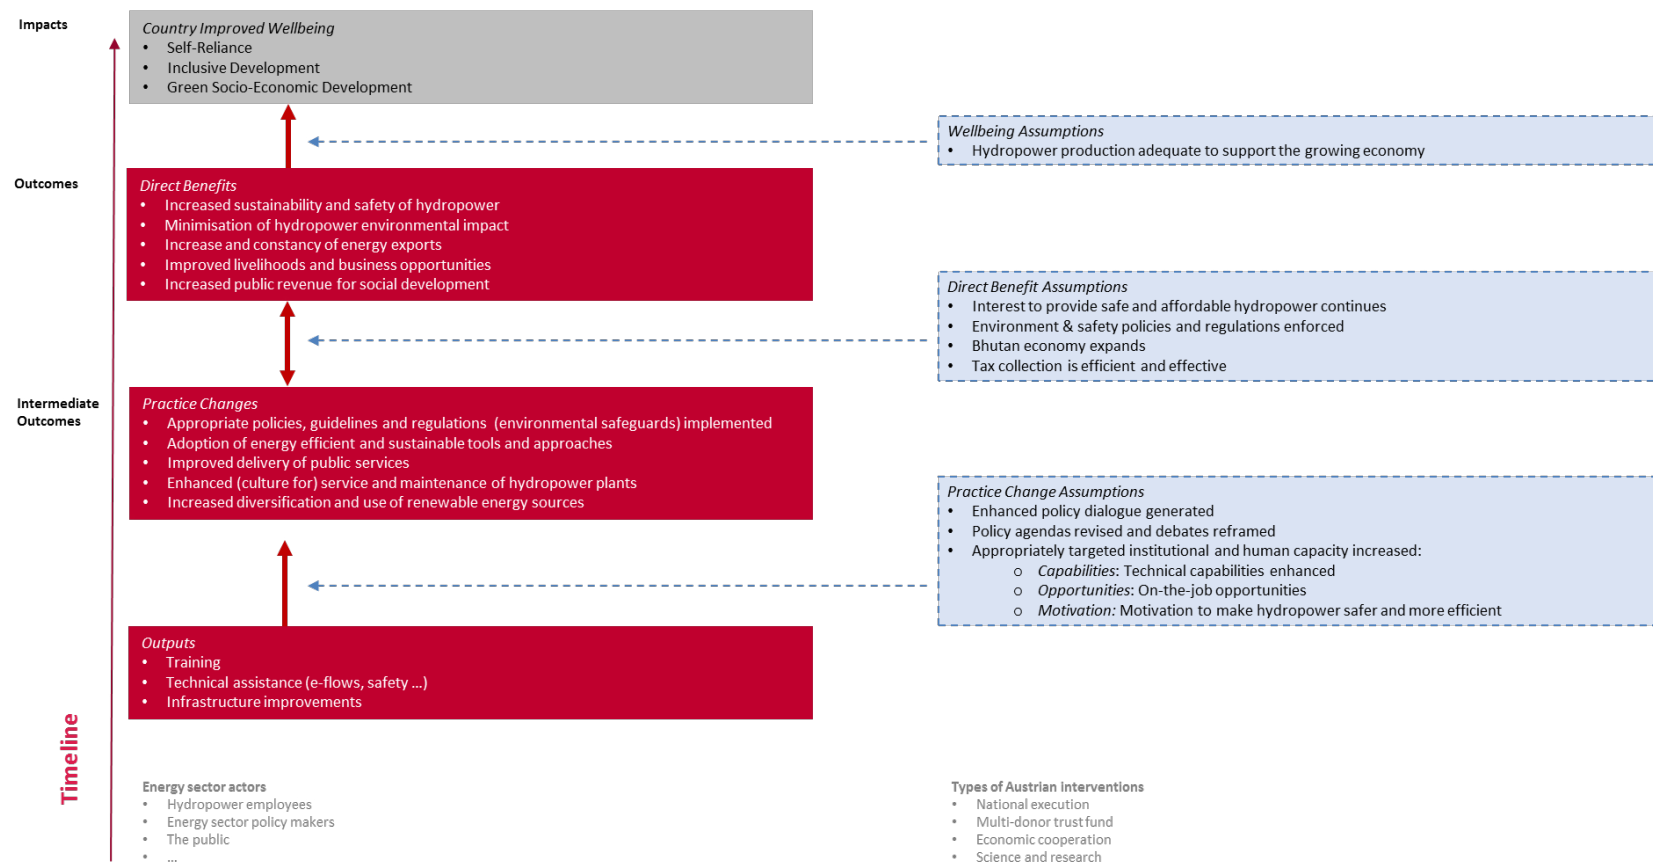 Impacts
Country Improved Wellbeing
• Self-Reliance
• Inclusive Development
• Green Socio-Economic Development
Wellbeing Assumptions
• Hydropower production adequate to support the growing economy
Outcomes
Direct Benefits
• Increased sustainability and safety of hydropower
• Minimisation of hydropower environmental impact
• Increase and constancy of energy exports
• Improved livelihoods and business opportunities
• Increased public revenue for social development
Direct Benefit Assumptions
• Interest to provide safe and affordable hydropower continues
• Environment & safety policies and regulations enforced
• Bhutan economy expands
• Tax collection is efficient and effective
Intermediate
Outcomes
Practice Changes
• Appropriate policies, guidelines and regulations (environmental safeguards) implemented
• Adoption of energy efficient and sustainable tools and approaches
• Improved delivery of public services
• Enhanced (culture for) service and maintenance of hydropower plants
• Increased diversification and use of renewable energy sources
Practice Change Assumptions
• Enhanced policy dialogue generated
• Policy agendas revised and debates reframed
• Appropriately targeted institutional and human capacity increased:
o Capabilities: Technical capabilities enhanced
o Opportunities: On-the-job opportunities
o Motivation: Motivation to make hydropower safer and more efficient
Outputs
• Training
• Technical assistance (e-flows, safety ...)
• Infrastructure improvements
Timeline
Energy sector actors
• Hydropower employees
• Energy sector policy makers
• The public
• ...
Types of Austrian interventions
• National execution
• Multi-donor trust fund
• Economic cooperation
• Science and research